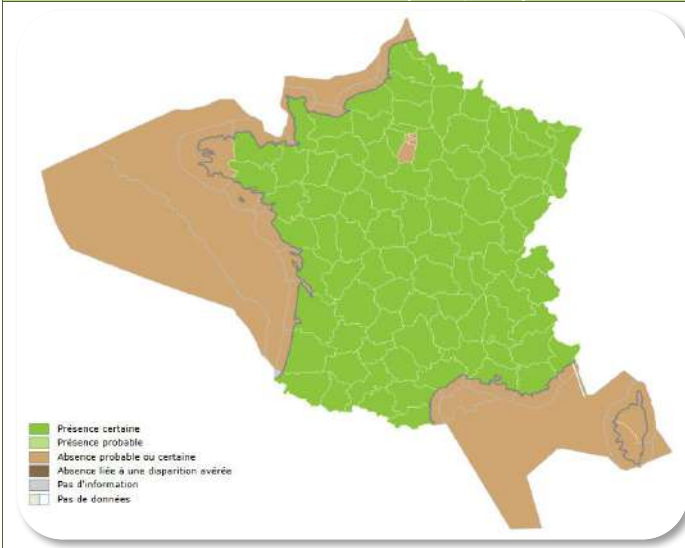 Présence certaine
Présence probable
Absence probable ou certaine
Absence liée à une disparition avérée
Pas d'information
Pas de données